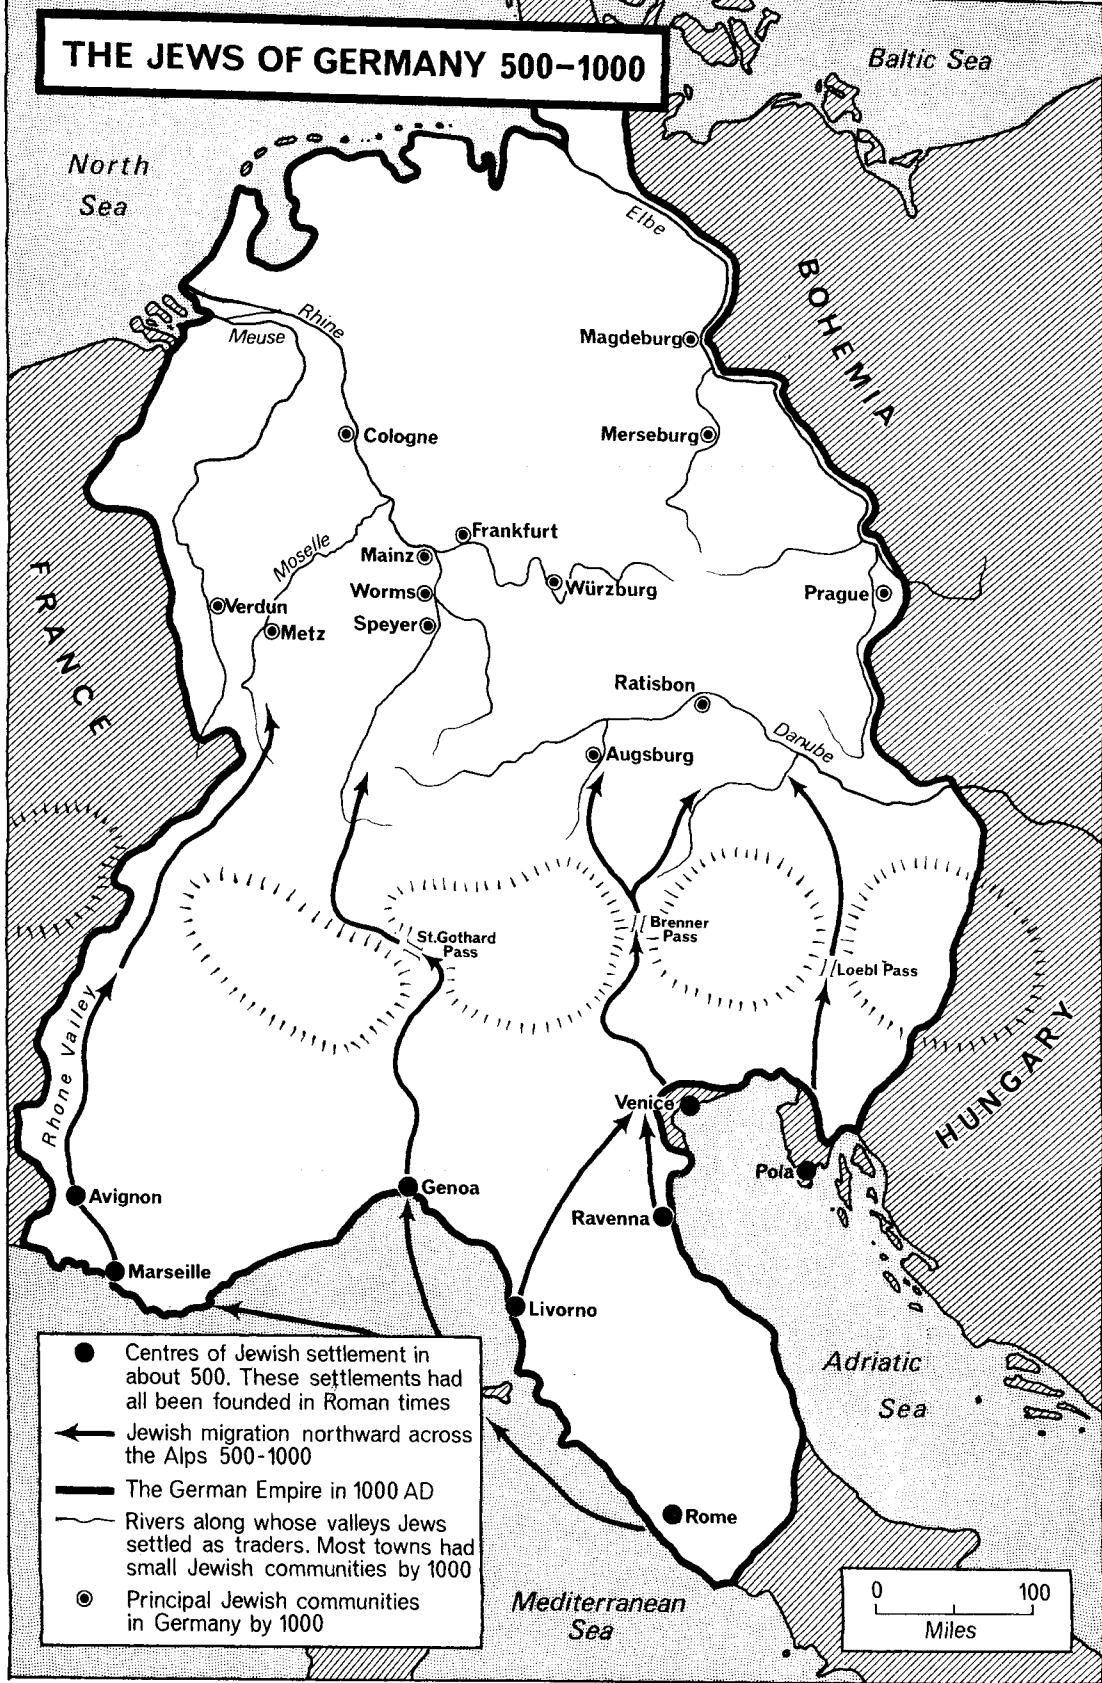 THE JEWS OF GERMANY 500-1000
Baltic Sea
North
Sea
Elbe
BOHEMIA
Rhine
Meuse
Magdeburg
Cologne
Merseburg
Frankfurt
Moselle
Mainz
FRANCE
Worms
Würzburg
Prague
Verdun
Speyer
Metz
Ratisbon
Danube
Augsburg
St.Gothard
Pass
Brenner
Pass
Loebl Pass
Rhone Valley
HUNGARY
Venice
Pola
Avignon
Genoa
Ravenna
Marseille
Livorno
Adriatic
Sea
Rome
Mediterranean
Sea
Centres of Jewish settlement in
about 500. These settlements had
all been founded in Roman times
Jewish migration northward across
the Alps 500-1000
The German Empire in 1000 AD
Rivers along whose valleys Jews
settled as traders. Most towns had
small Jewish communities by 1000
Principal Jewish communities
in Germany by 1000
0 100
Miles